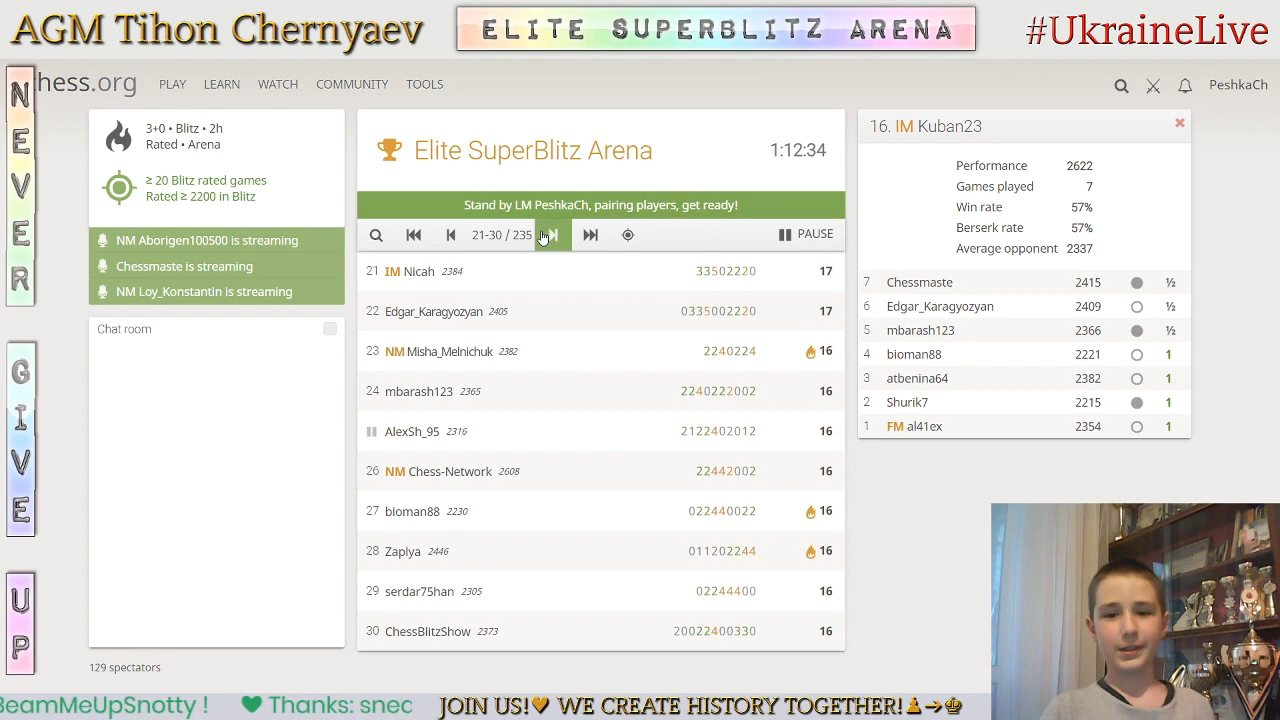 AGM Tihon Chernyaev
ELITE SUPERBLITZ ARENA
#UkraineLive
NEVER
GIVE
UP
hess.org
PLAY LEARN WATCH COMMUNITY TOOLS
PeshkaCh
3+0 • Blitz • 2h
Rated • Arena
≥ 20 Blitz rated games
Rated ≥ 2200 in Blitz
NM Aborigen100500 is streaming
Chessmaste is streaming
NM Loy_Konstantin is streaming
Chat room
129 spectators
Elite SuperBlitz Arena 1:12:34
Stand by LM PeshkaCh, pairing players, get ready!
21-30 / 235 PAUSE
21 IM Nicah 2384 33502220 17
22 Edgar_Karagyozyan 2405 0335002220 17
23 NM Misha_Melnichuk 2382 2240224 16
24 mbarash123 2365 2240222002 16
AlexSh_95 2316 2122402012 16
26 NM Chess-Network 2608 22442002 16
27 bioman88 2230 022440022 16
28 Zaplya 2446 011202244 16
29 serdar75han 2305 02244400 16
30 ChessBlitzShow 2373 20022400330 16
16. IM Kuban23
Performance 2622
Games played 7
Win rate 57%
Berserk rate 57%
Average opponent 2337
7 Chessmaste 2415 ½
6 Edgar_Karagyozyan 2409 ½
5 mbarash123 2366 ½
4 bioman88 2221 1
3 atbenina64 2382 1
2 Shurik7 2215 1
1 FM al41ex 2354 1
BeamMeUpSnotty ! Thanks: snec
JOIN US! WE CREATE HISTORY TOGETHER!